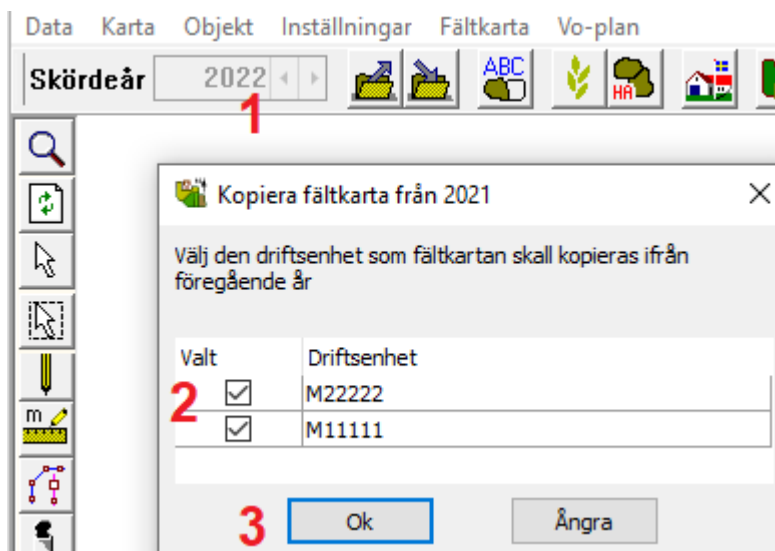 Data Karta Objekt Inställningar Fältkarta Vo-plan
Skördeår 2022
ABC
HA
1
Kopiera fältkarta från 2021
Välj den driftsenhet som fältkartan skall kopieras ifrån
föregående år
Valt Driftsenhet
2
M22222
M11111
m
3 Ok Ångra